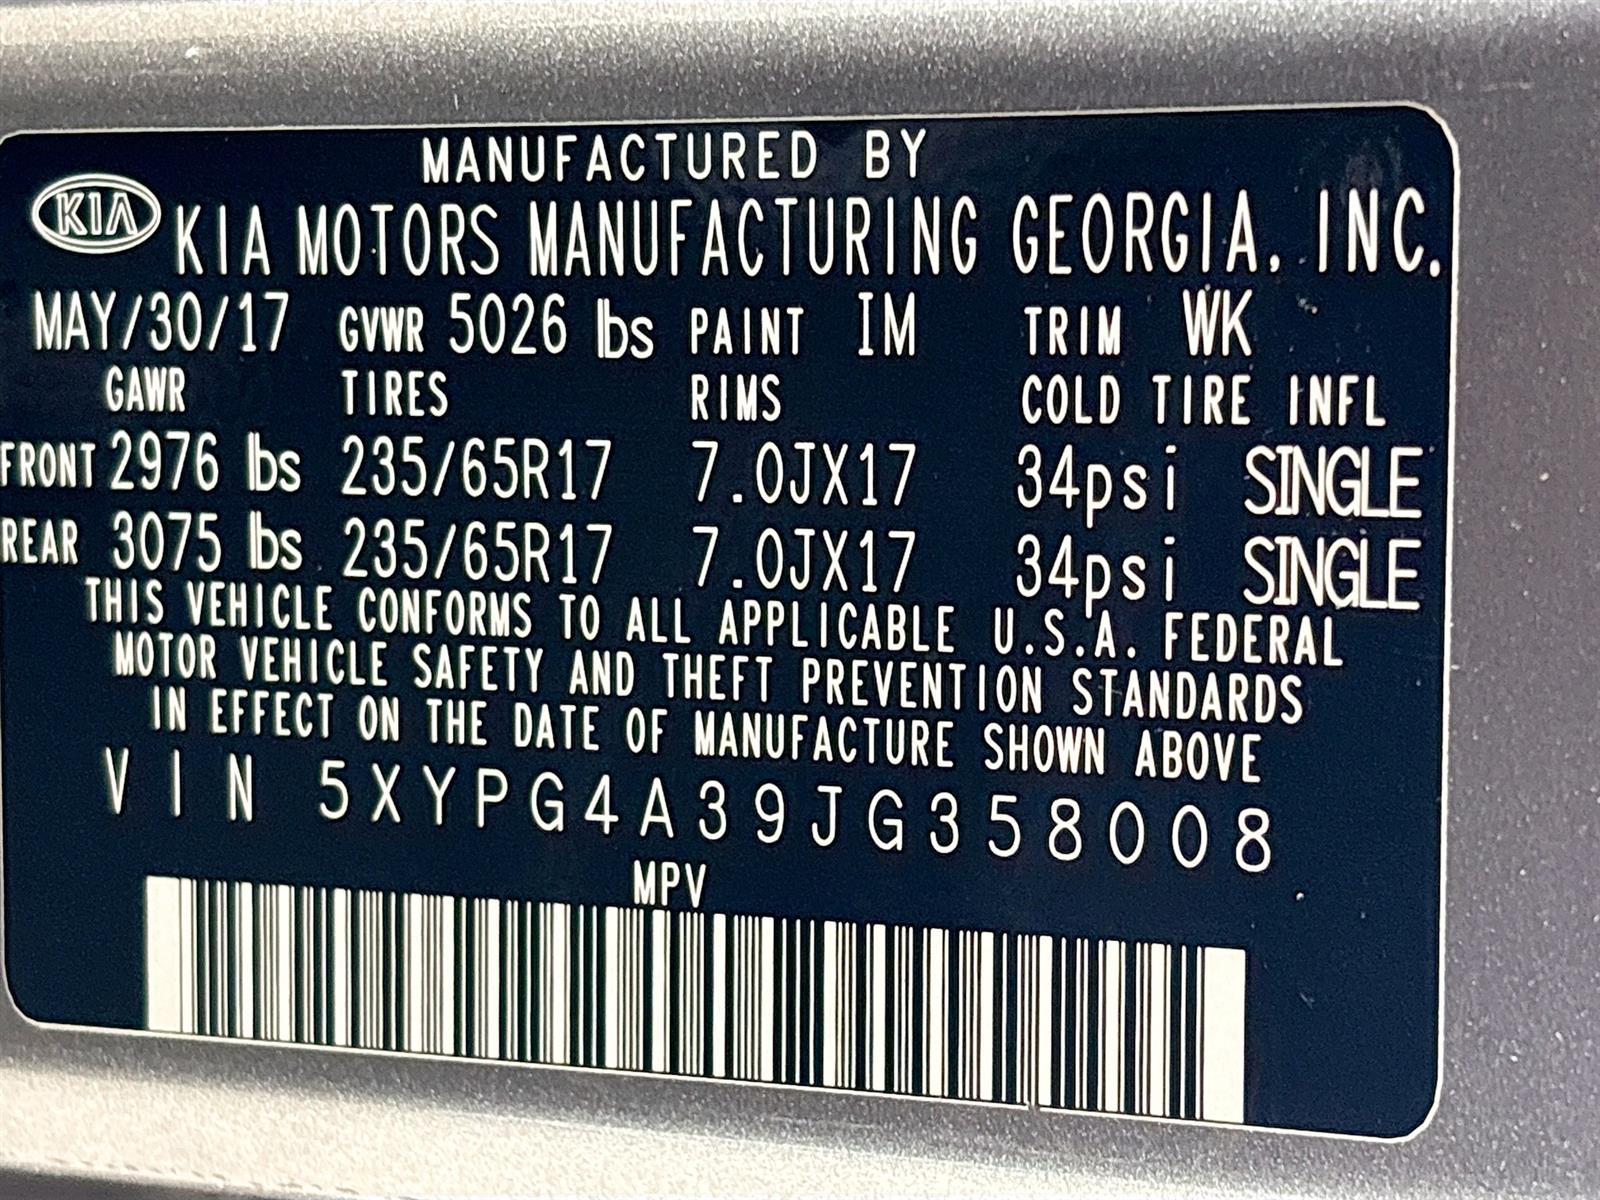 MANUFACTURED BY
KIA KIA MOTORS MANUFACTURING GEORGIA, INC.
MAY/30/17 GVWR 5026 lbs PAINT IM TRIM WK
GAWR TIRES RIMS COLD TIRE INFL
FRONT 2976 lbs 235/65R17 7.0JX17 34psi SINGLE
REAR 3075 lbs 235/65R17 7.0JX17 34psi SINGLE
THIS VEHICLE CONFORMS TO ALL APPLICABLE U.S.A. FEDERAL
MOTOR VEHICLE SAFETY AND THEFT PREVENTION STANDARDS
IN EFFECT ON THE DATE OF MANUFACTURE SHOWN ABOVE
VIN 5XYPG4A39JG358008
MPV